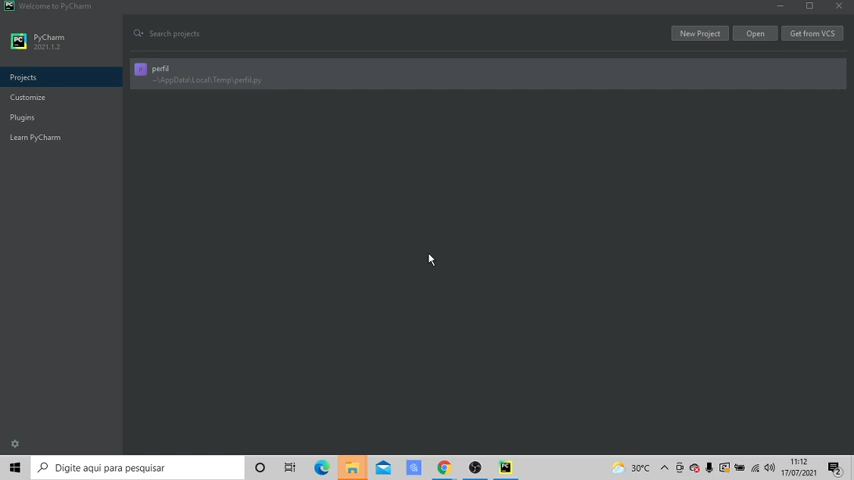 Welcome to PyCharm
PyCharm
2021.1.2
Search projects
New Project
Open
Get from VCS
Projects
Customize
Plugins
Learn PyCharm
perfil
~\AppData\Local\Temp\perfil.py
Digite aqui para pesquisar
30°C
11:12
17/07/2021
2